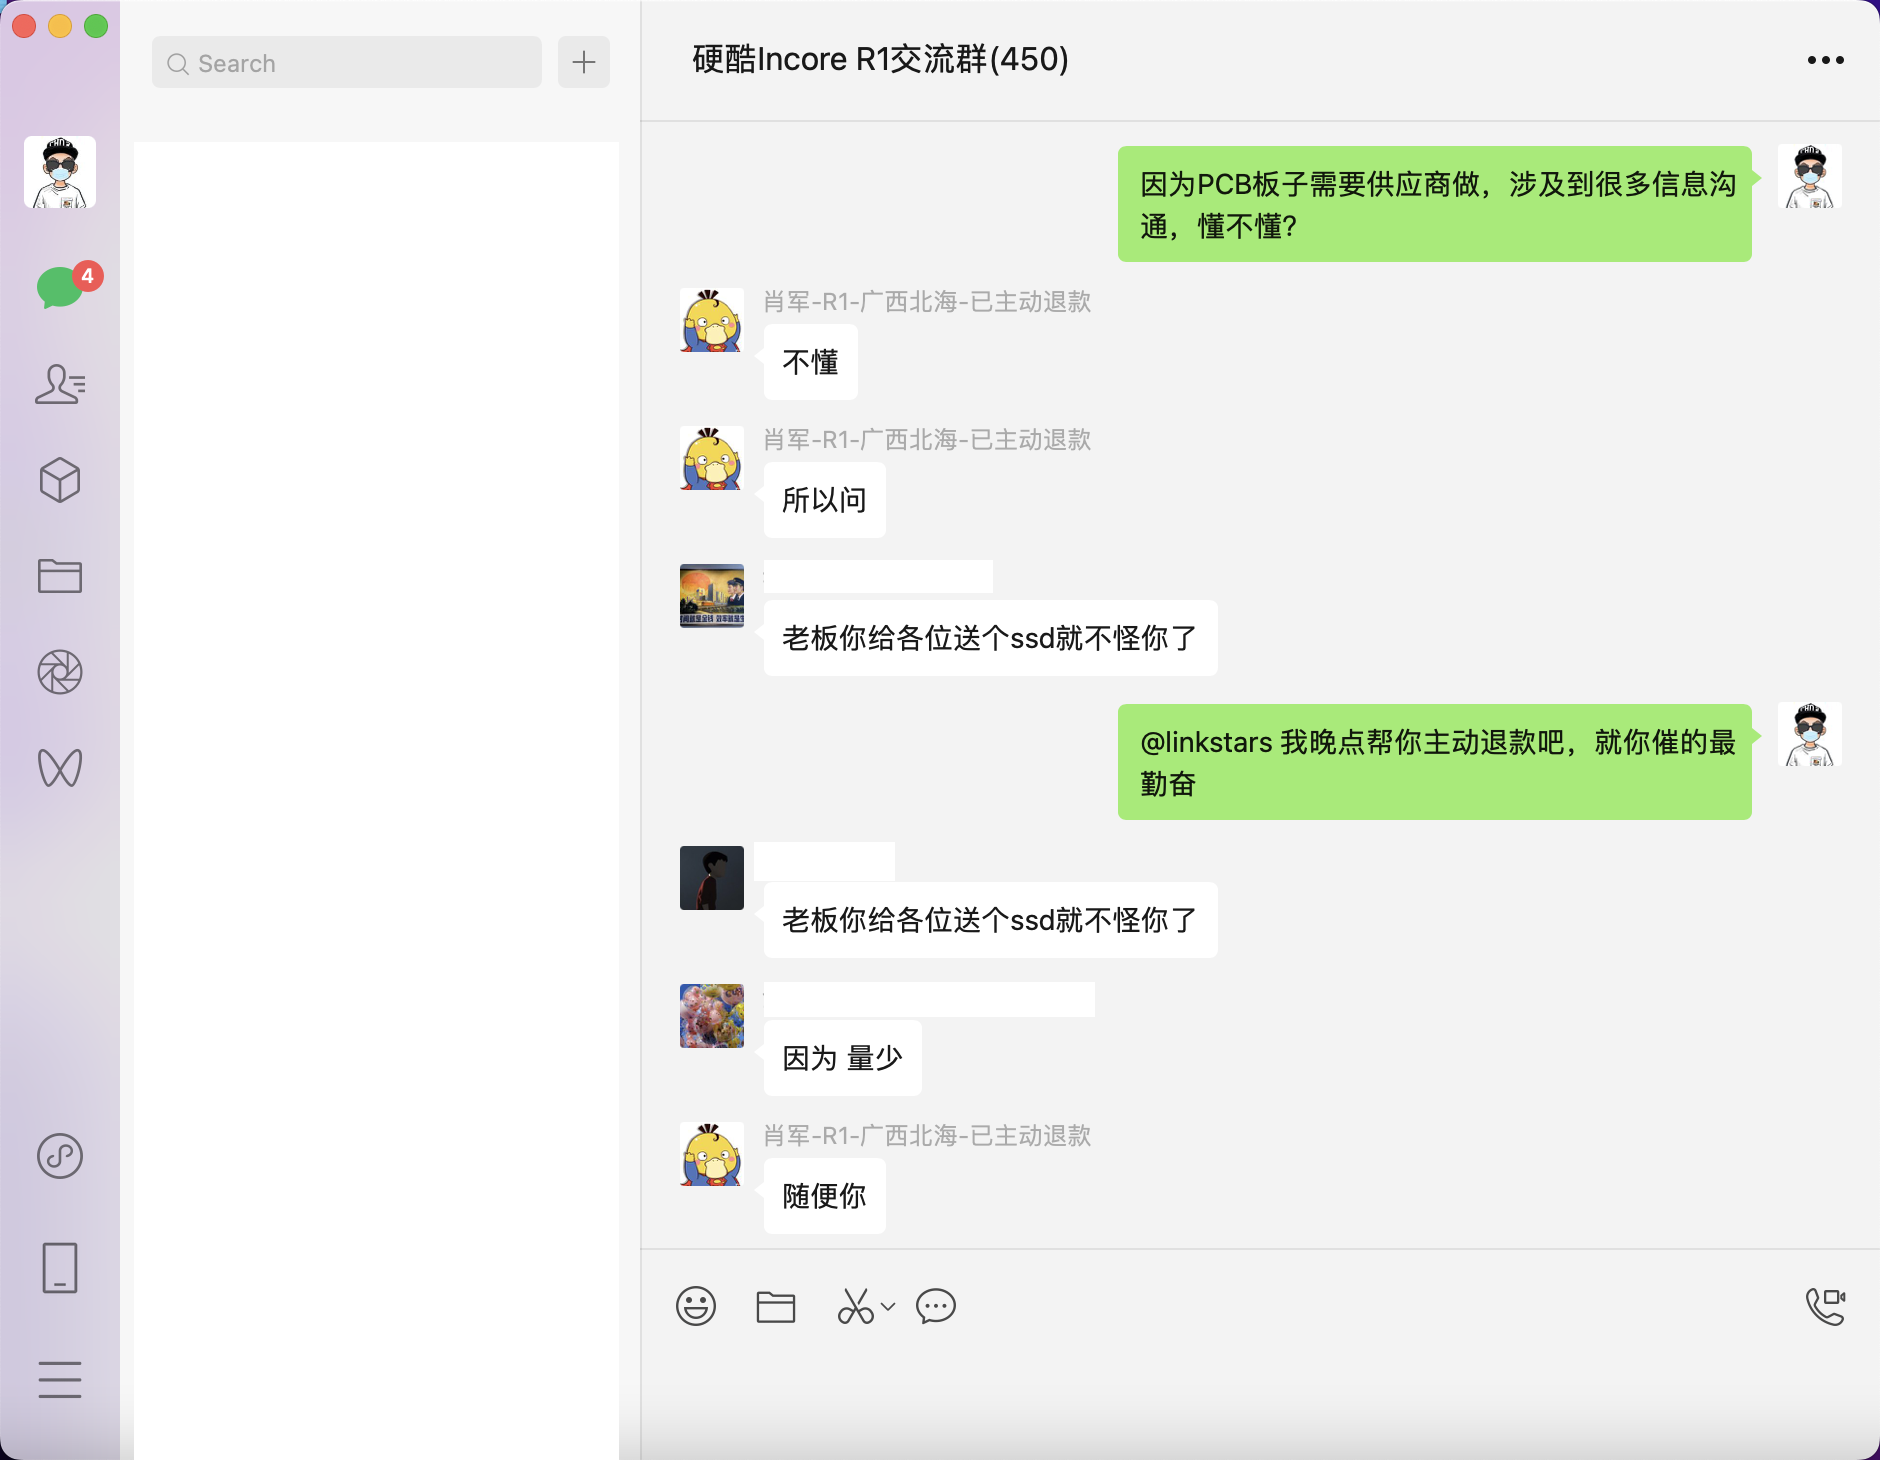 Search
硬酷Incore R1交流群(450)
4
因为PCB板子需要供应商做，涉及到很多信息沟
通，懂不懂？
肖军-R1-广西北海-已主动退款
不懂
肖军-R1-广西北海-已主动退款
所以问
老板你给各位送个ssd就不怪你了
@linkstars 我晚点帮你主动退款吧，就你催的最
勤奋
老板你给各位送个ssd就不怪你了
因为 量少
肖军-R1-广西北海-已主动退款
随便你